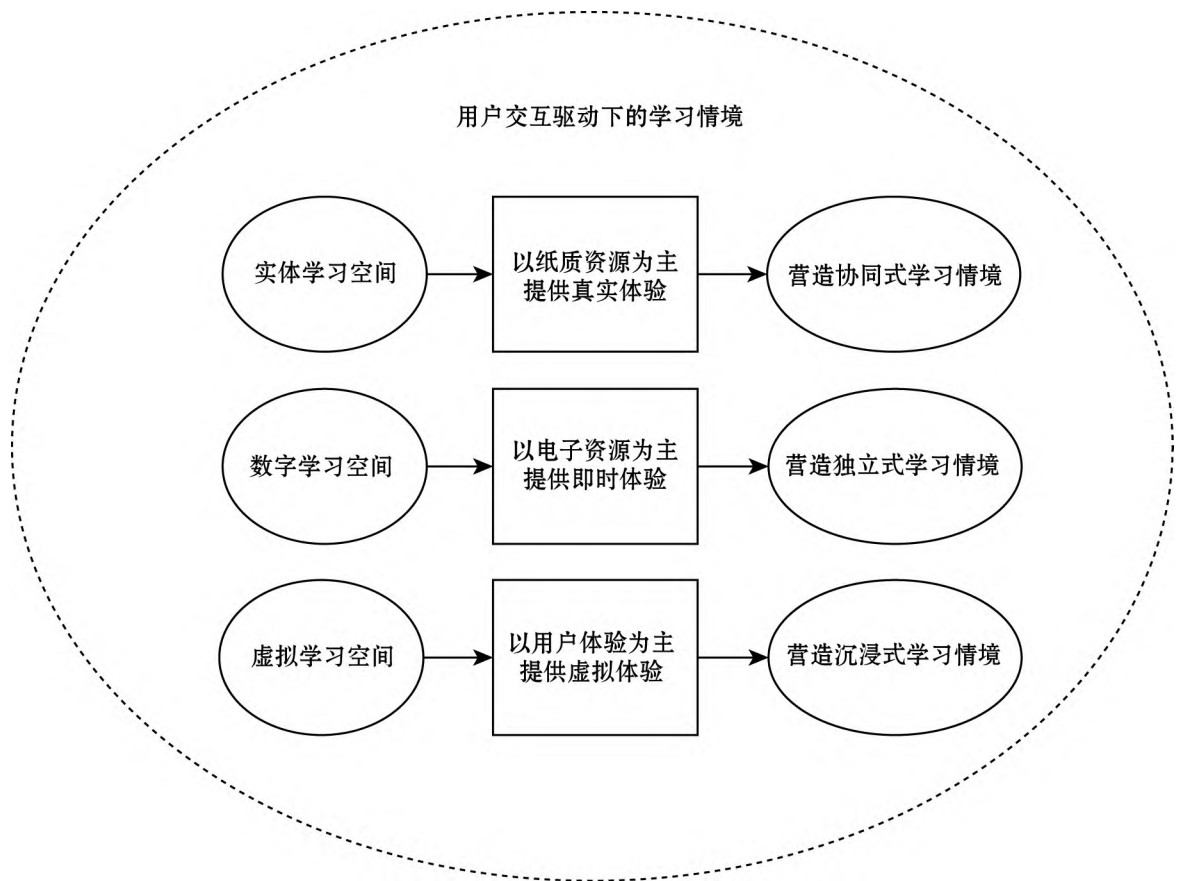 用户交互驱动下的学习情境
实体学习空间
以纸质资源为主
提供真实体验
营造协同式学习情境
数字学习空间
以电子资源为主
提供即时体验
营造独立式学习情境
虚拟学习空间
以用户体验为主
提供虚拟体验
营造沉浸式学习情境